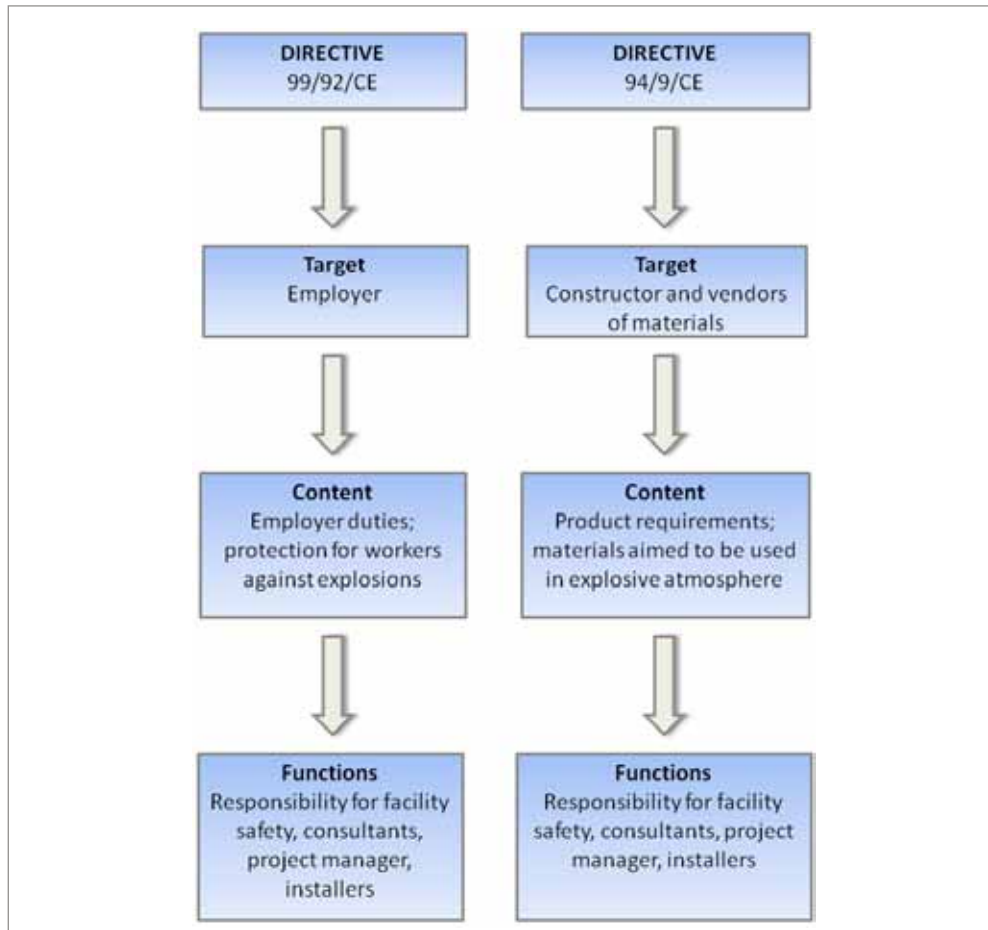 DIRECTIVE
99/92/CE
Target
Employer
Content
Employer duties;
protection for workers
against explosions
Functions
Responsibility for facility
safety, consultants,
project manager,
installers
DIRECTIVE
94/9/CE
Target
Constructor and vendors
of materials
Content
Product requirements;
materials aimed to be used
in explosive atmosphere
Functions
Responsibility for facility
safety, consultants, project
manager, installers